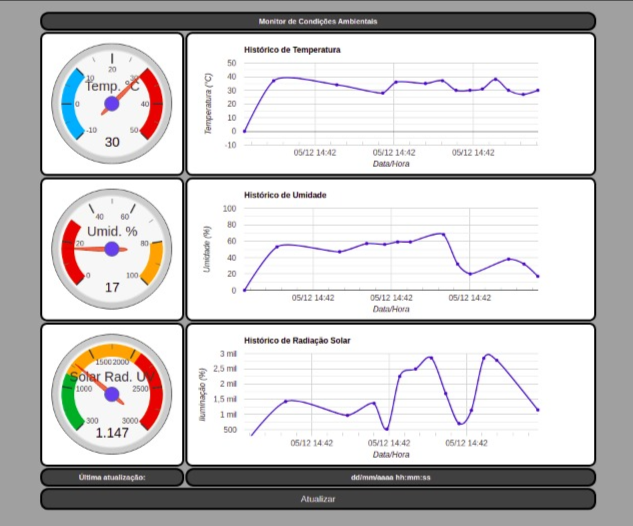 Monitor de Condições Ambientais
Temp. °C
-10
0
10
20
30
40
50
30
Histórico de Temperatura
Temperatura (°C)
50
40
30
20
10
0
-10
05/12 14:42
05/12 14:42
05/12 14:42
Data/Hora
Umid. %
0
20
40
60
80
100
17
Histórico de Umidade
Umidade (%)
100
80
60
40
20
0
05/12 14:42
05/12 14:42
05/12 14:42
Data/Hora
Solar Rad. U
300
1000
1500
2000
2500
3000
1.147
Histórico de Radiação Solar
Iluminação (%)
3 mil
2,5 mil
2 mil
1,5 mil
1 mil
500
05/12 14:42
05/12 14:42
05/12 14:42
Data/Hora
Última atualização:
dd/mm/aaaa hh:mm:ss
Atualizar